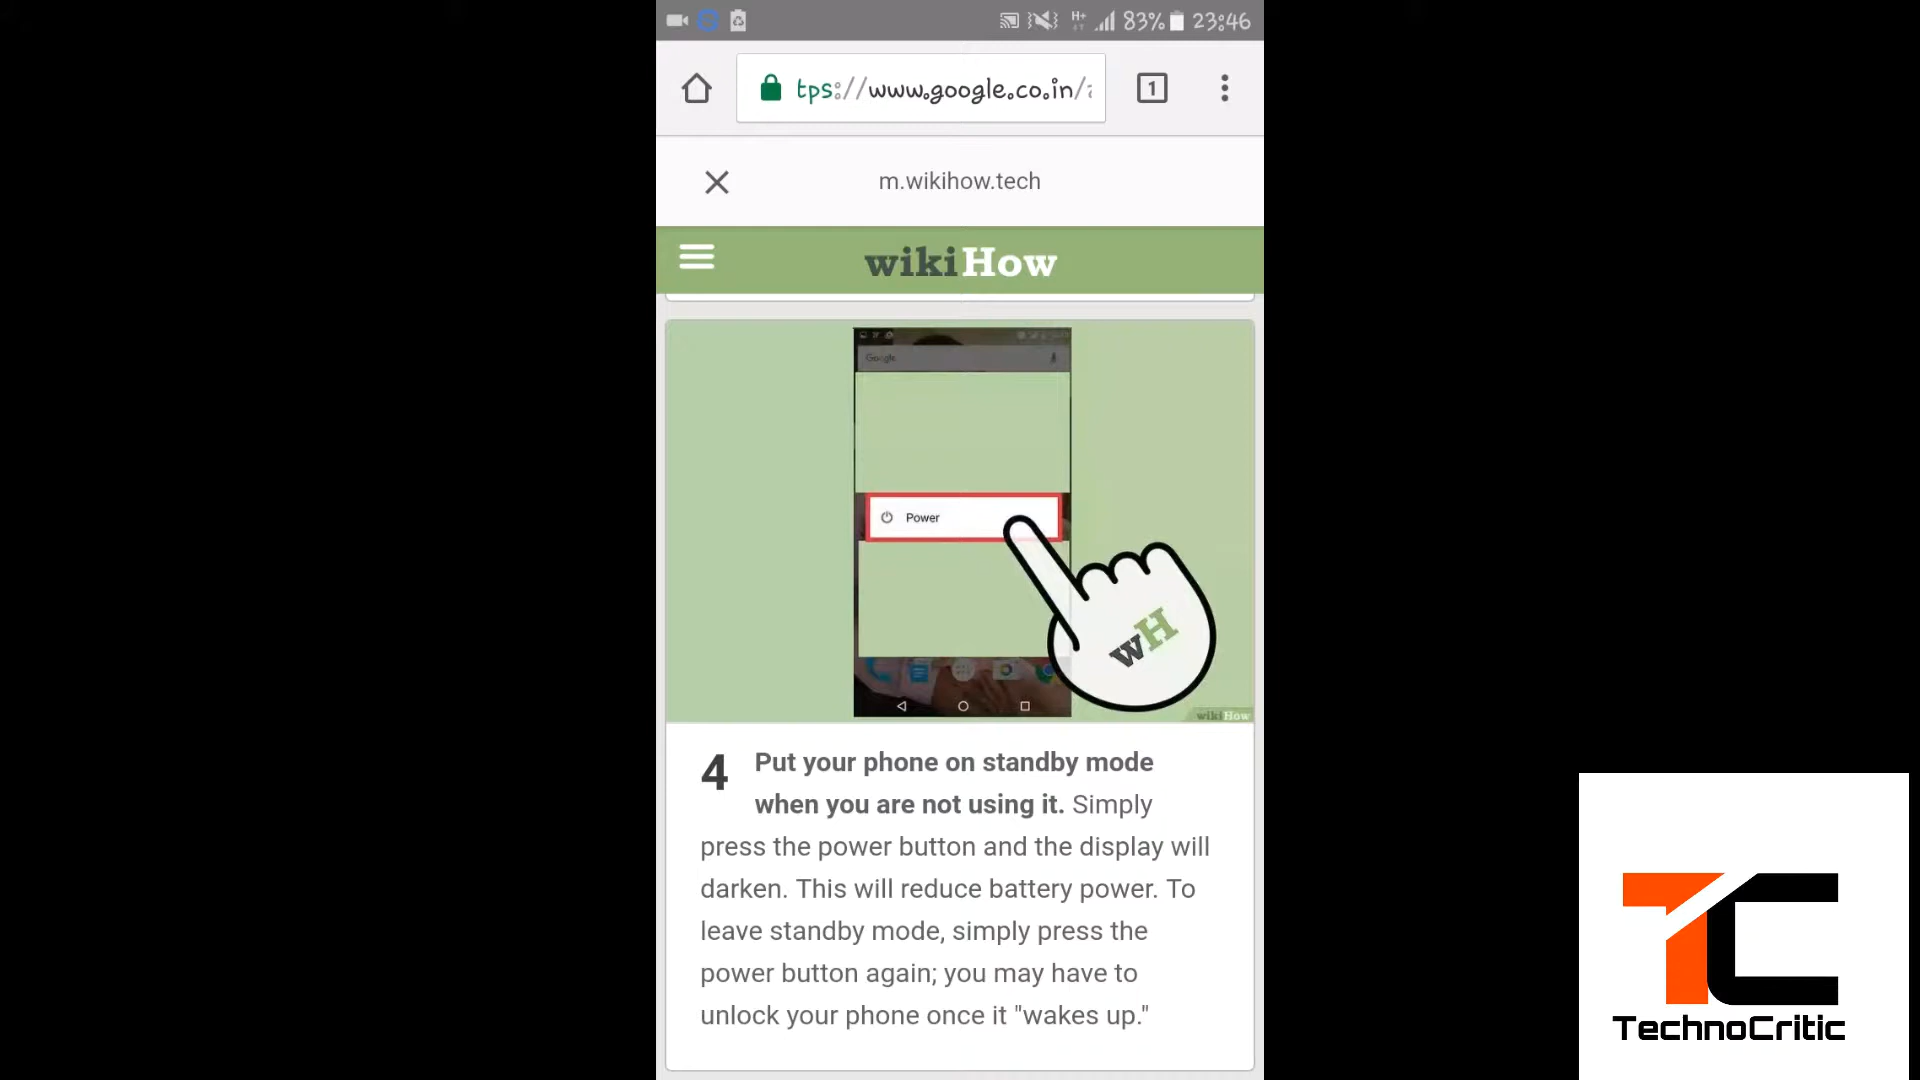 H+
83%
23:46
tps://www.google.co.in/
1
m.wikihow.tech
wikiHow
Google
Power
wH
wikiHow
4 Put your phone on standby mode
when you are not using it. Simply
press the power button and the display will
darken. This will reduce battery power. To
leave standby mode, simply press the
power button again; you may have to
unlock your phone once it "wakes up."
TC
TechnoCritic